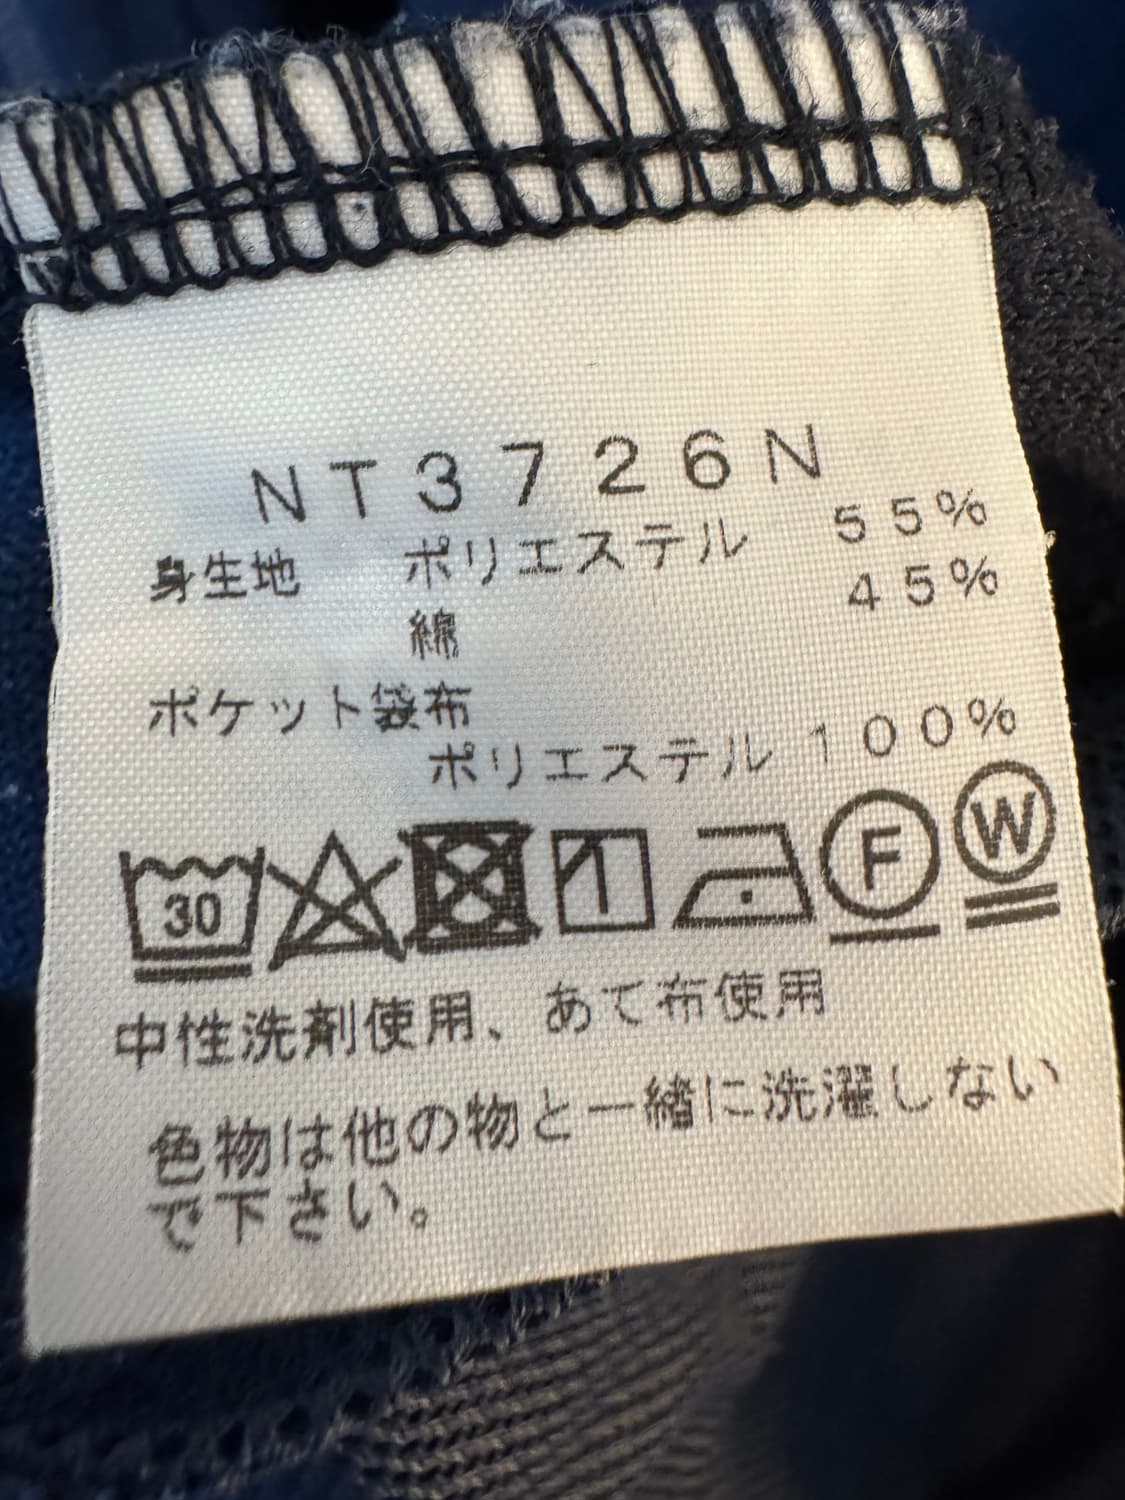 NT3726N
身生地 ポリエステル 55%
綿 45%
ポケット袋布
ポリエステル 100%
30 F W
中性洗剤使用、あて布使用
色物は他の物と一緒に洗濯しない
で下さい。